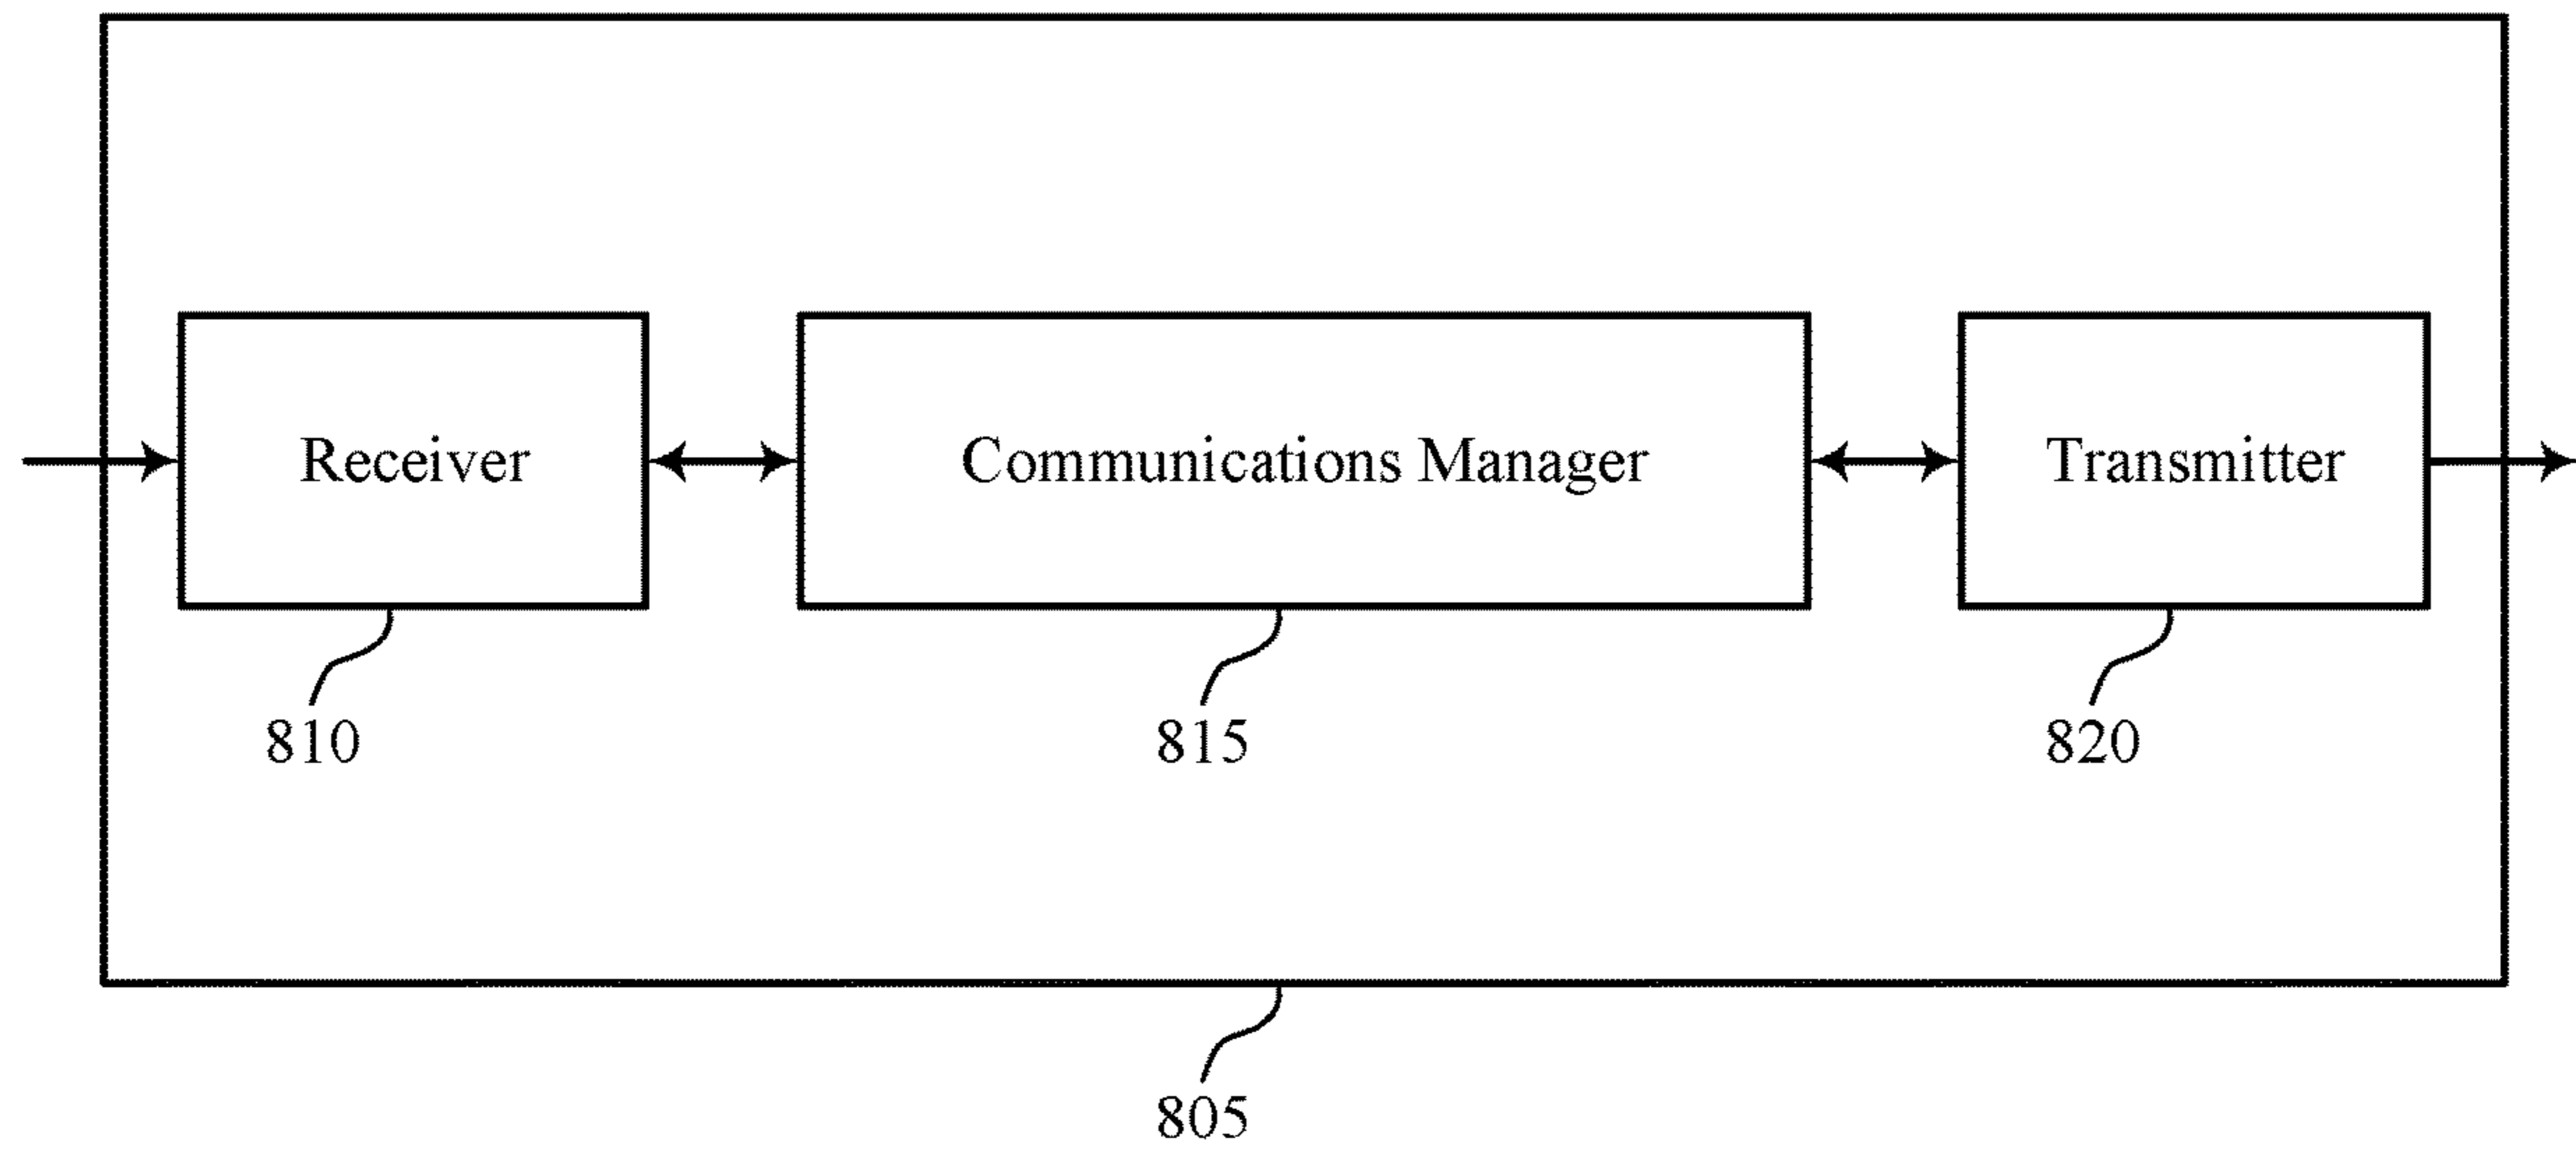 Receiver
Communications Manager
Transmitter
810
815
820
805